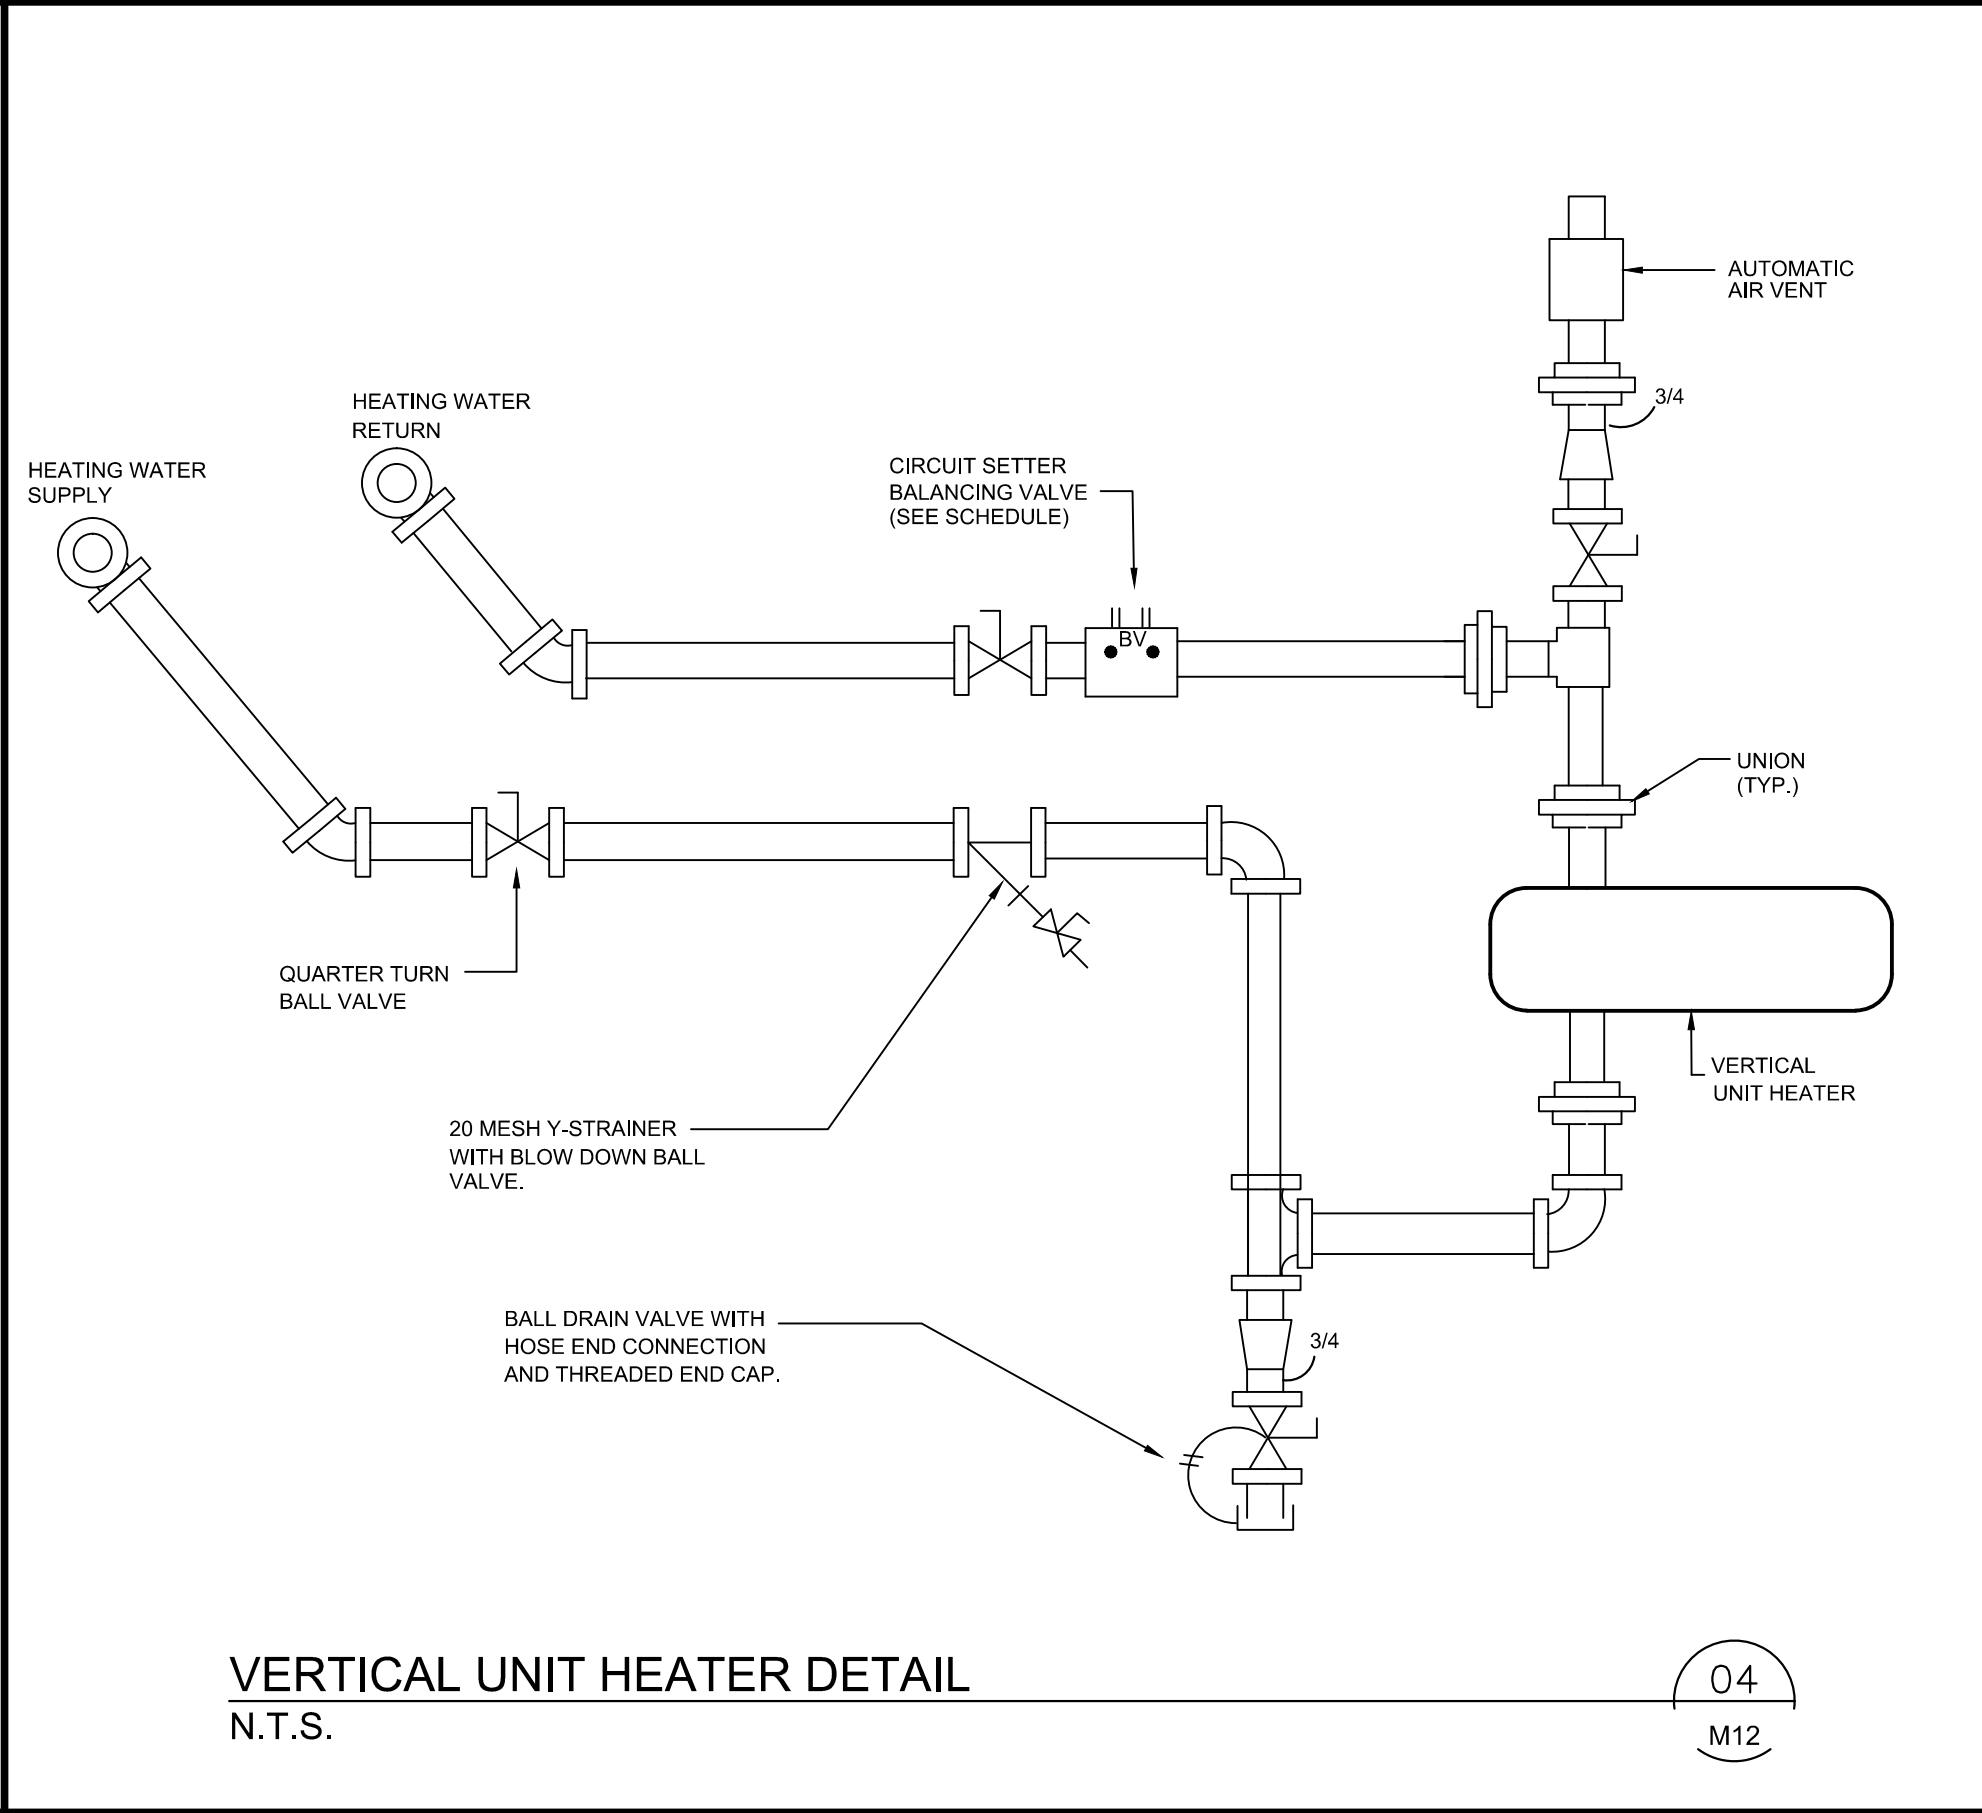 AUTOMATIC
AIR VENT
3/4
HEATING WATER
RETURN
HEATING WATER
SUPPLY
CIRCUIT SETTER
BALANCING VALVE
(SEE SCHEDULE)
BV
UNION
(TYP.)
QUARTER TURN
BALL VALVE
VERTICAL
UNIT HEATER
20 MESH Y-STRAINER
WITH BLOW DOWN BALL
VALVE.
BALL DRAIN VALVE WITH
HOSE END CONNECTION
AND THREADED END CAP.
3/4
VERTICAL UNIT HEATER DETAIL
N.T.S.
04
M12